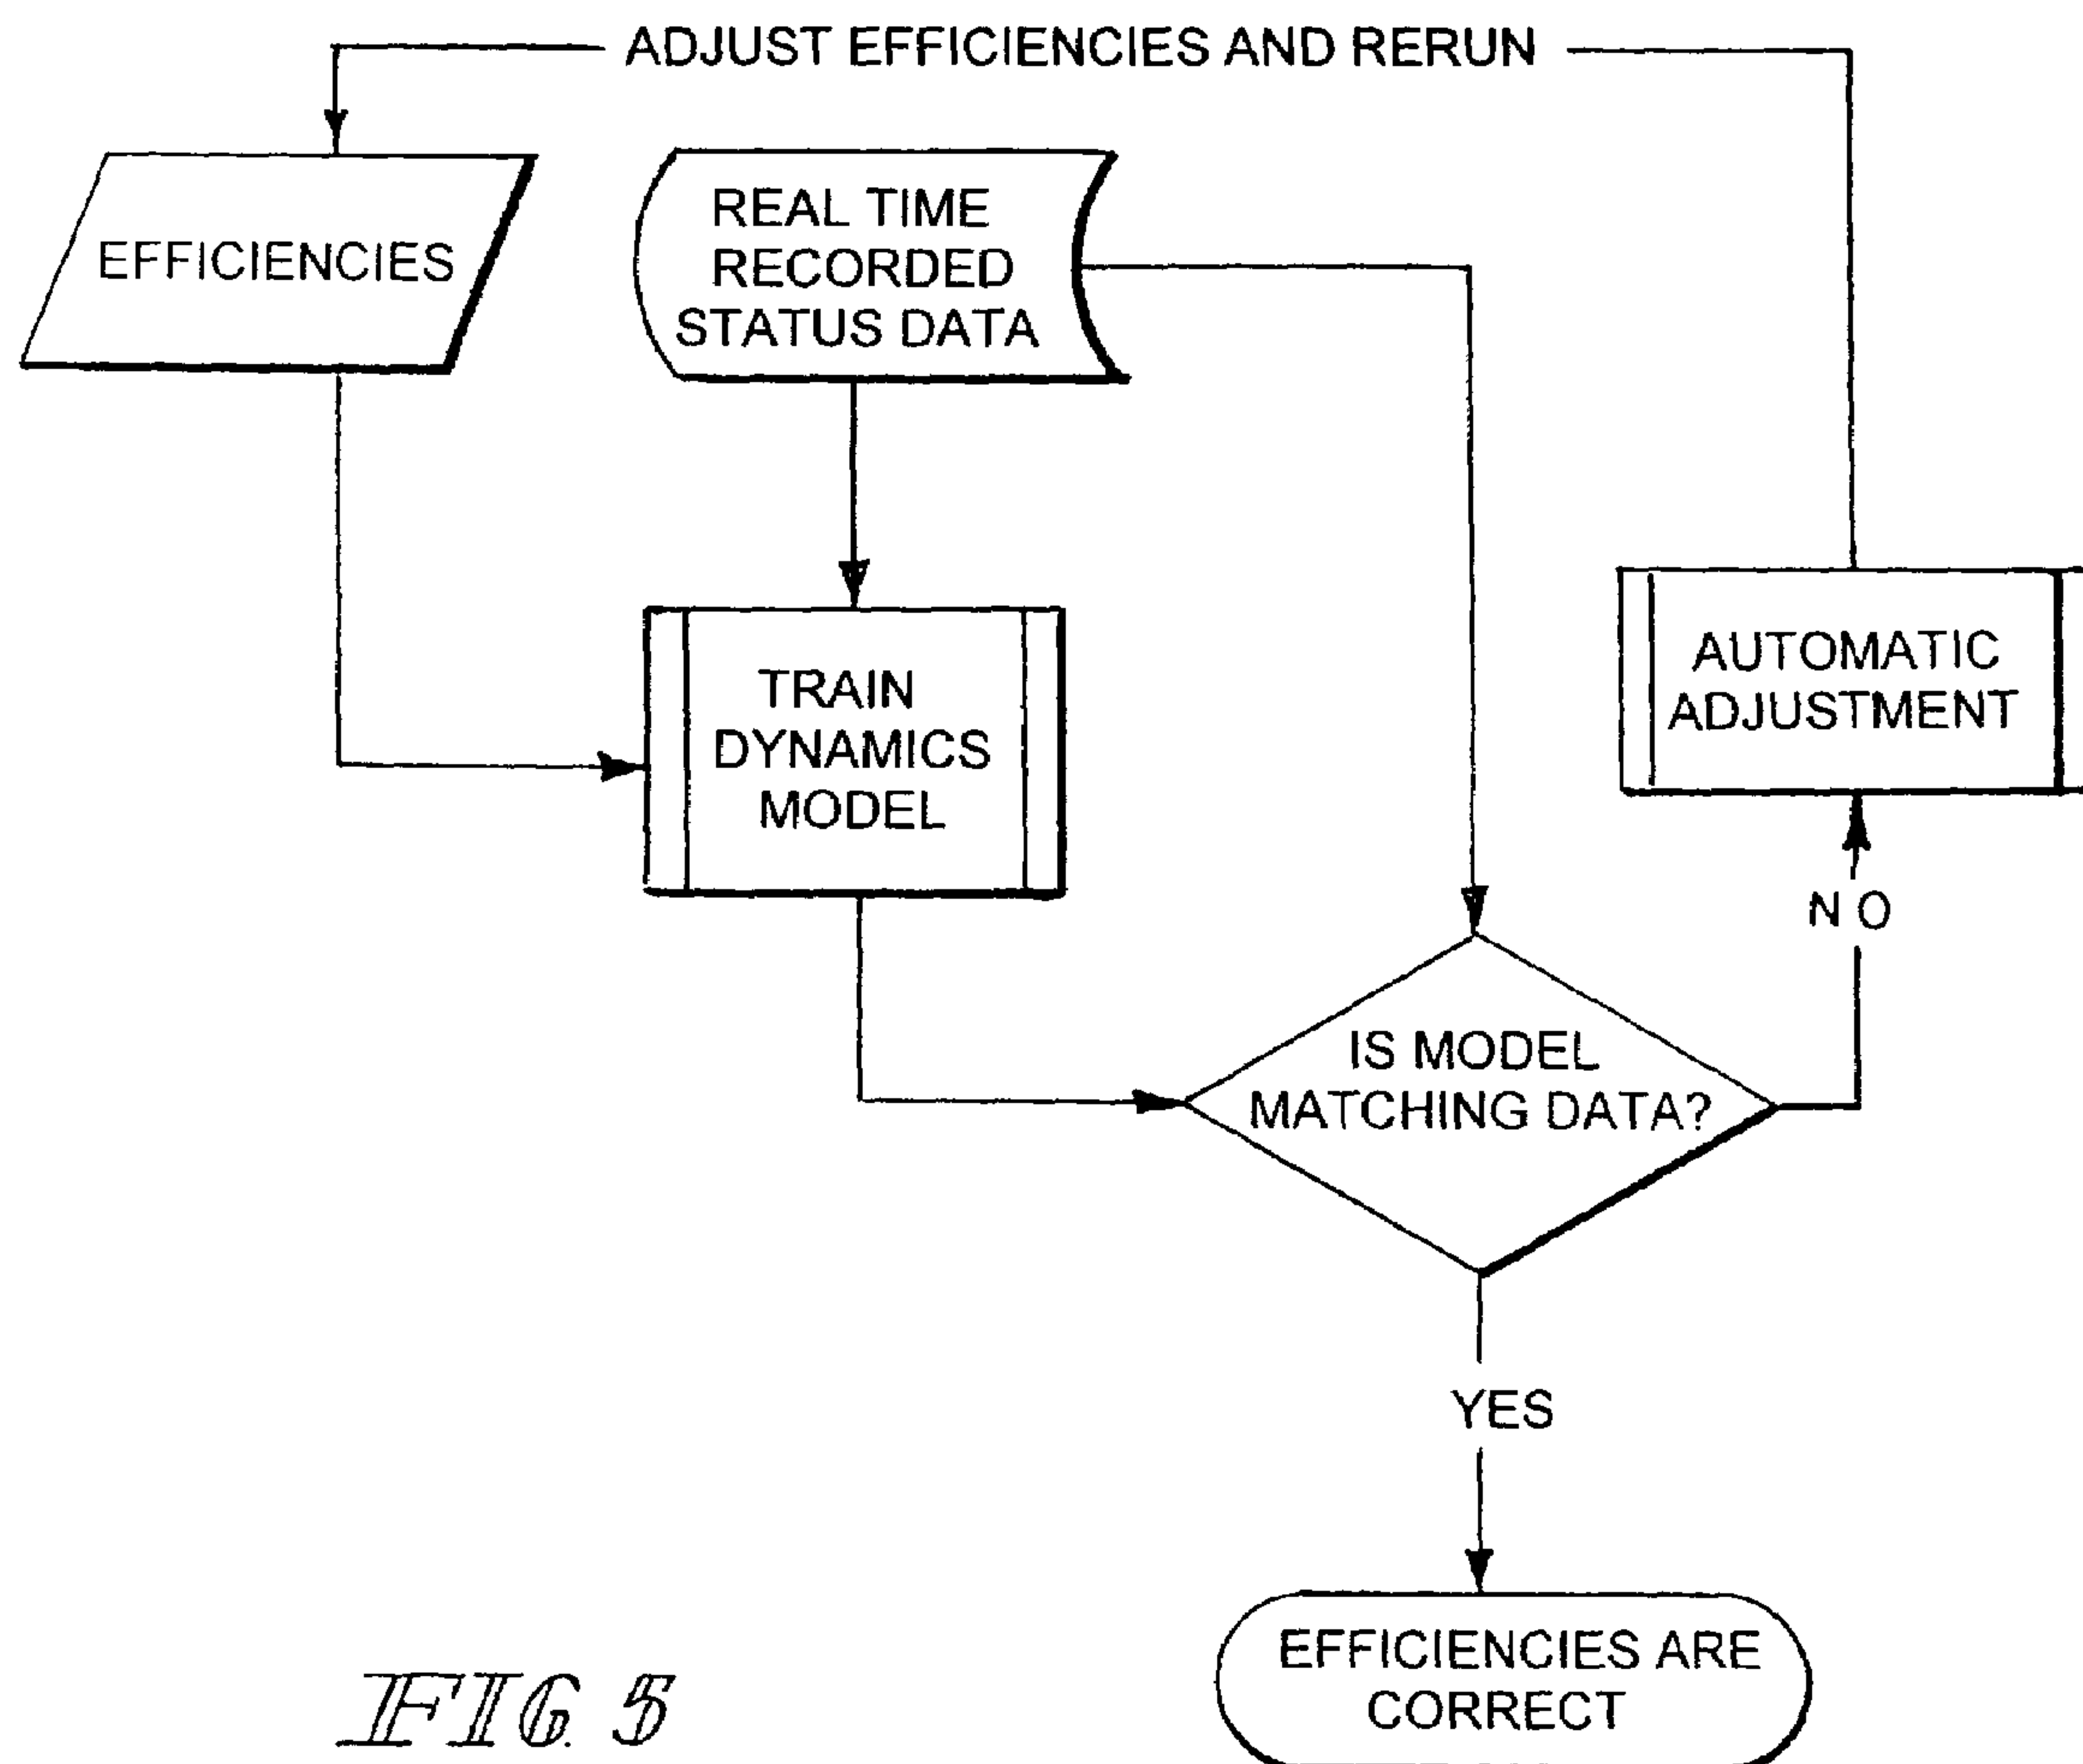 ADJUST EFFICIENCIES AND RERUN
EFFICIENCIES
REAL TIME
RECORDED
STATUS DATA
TRAIN
DYNAMICS
MODEL
AUTOMATIC
ADJUSTMENT
NO
IS MODEL
MATCHING DATA?
YES
EFFICIENCIES ARE
CORRECT
FIG. 5